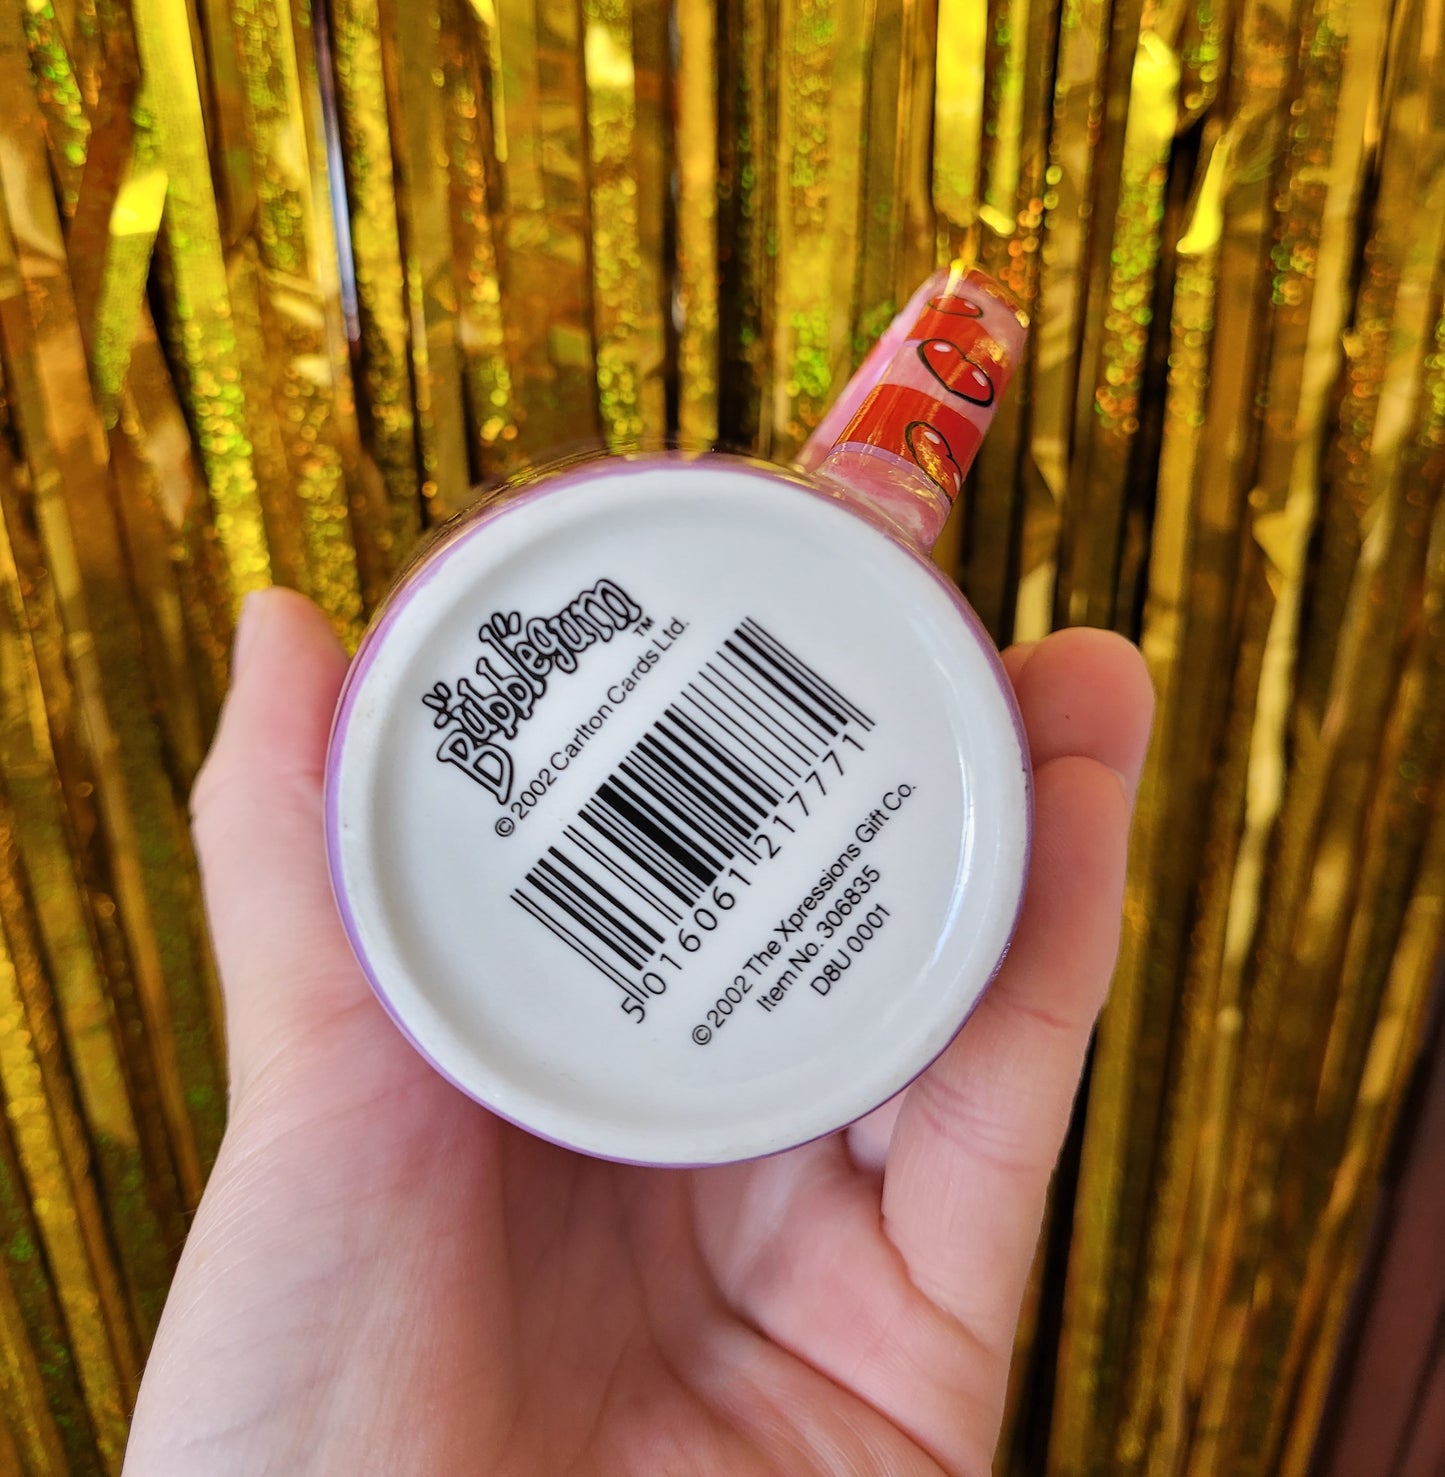 Bubblegum™
©2002 Carlton Cards Ltd.
5 016061 217771
©2002 The Xpressions Gift Co.
Item No. 306835
D8U 0001